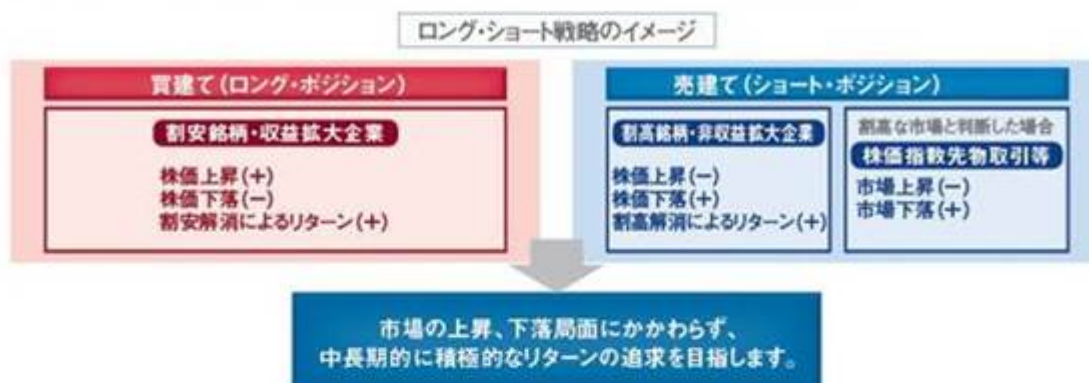 ロング・ショート戦略のイメージ
買建て(ロング・ポジション)
割安銘柄・収益拡大企業
株価上昇(+)
株価下落(−)
割安解消によるリターン(+)
売建て(ショート・ポジション)
割高銘柄・非収益拡大企業
株価上昇(−)
株価下落(+)
割高解消によるリターン(+)
割高な市場と判断した場合
株価指数先物取引等
市場上昇(−)
市場下落(+)
市場の上昇、下落局面にかかわらず、
中長期的に積極的なリターンの追求を目指します。